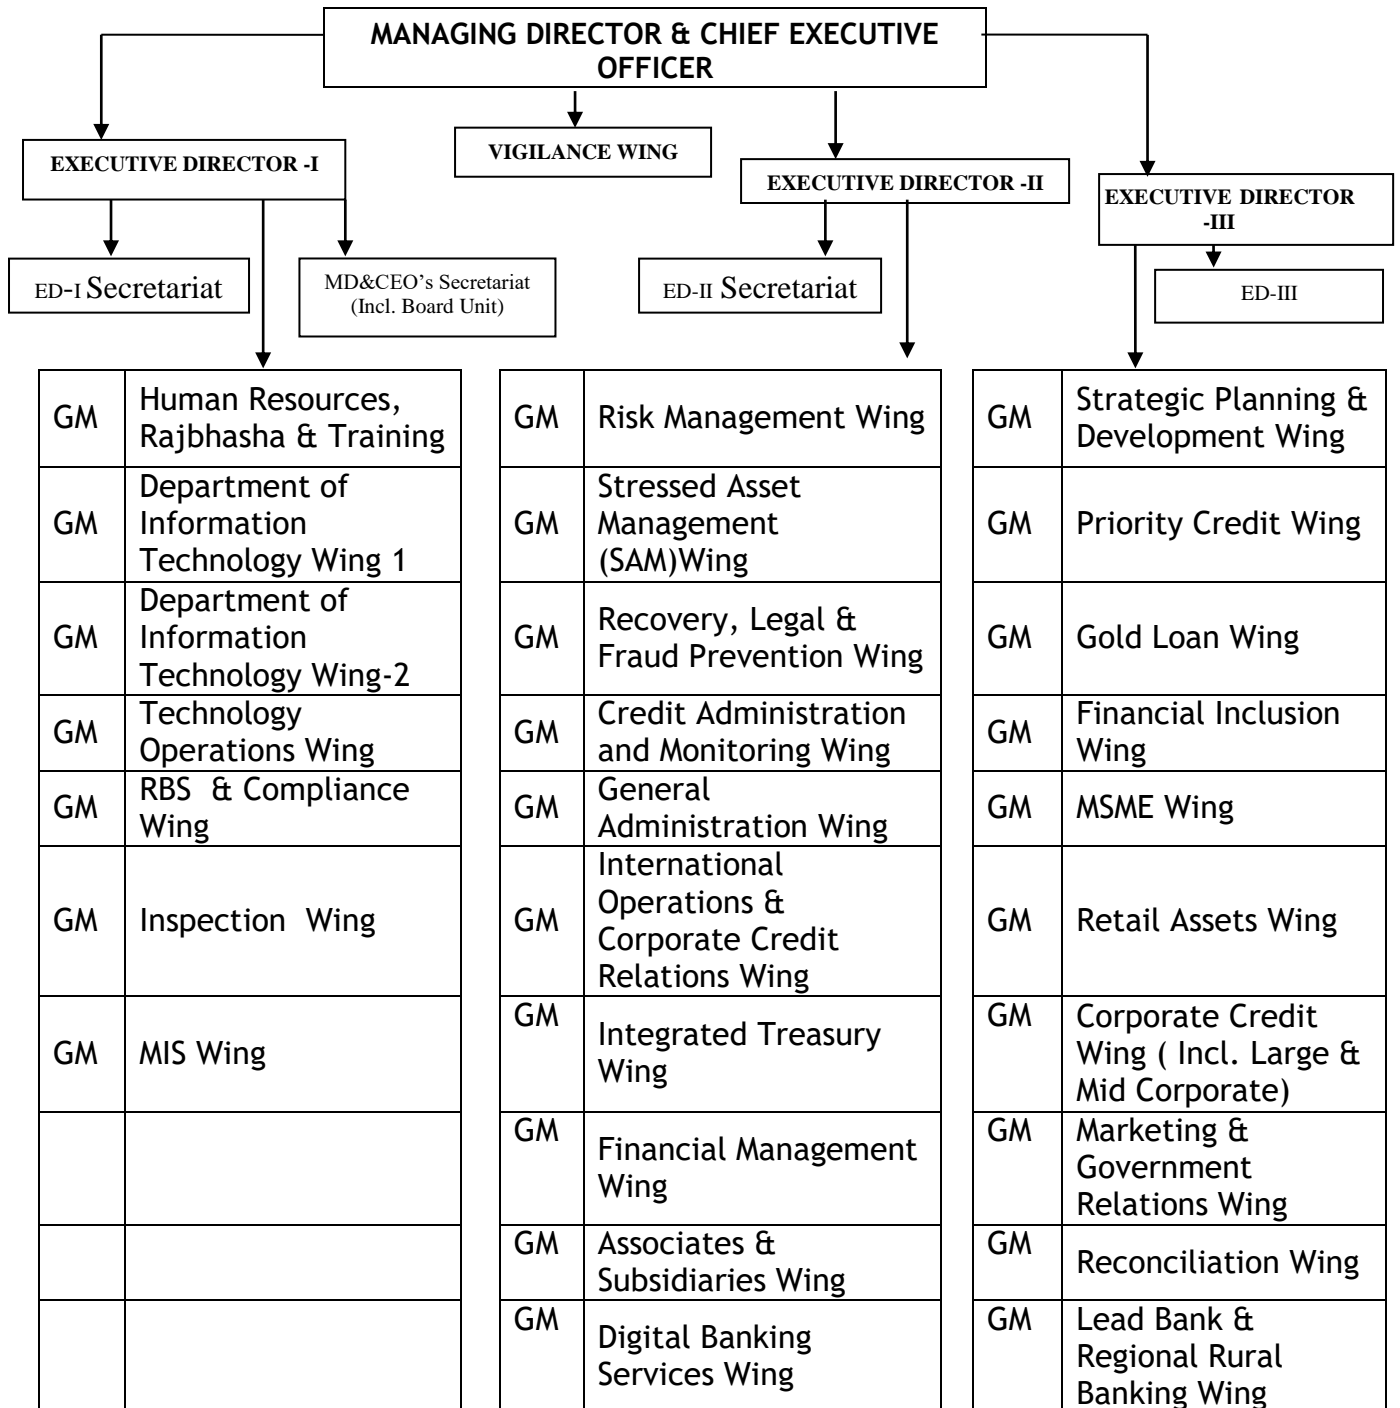 MANAGING DIRECTOR & CHIEF EXECUTIVE
OFFICER
EXECUTIVE DIRECTOR -I
VIGILANCE WING
EXECUTIVE DIRECTOR -II
EXECUTIVE DIRECTOR
-III
ED-I Secretariat
MD&CEO's Secretariat
(Incl. Board Unit)
ED-II Secretariat
ED-III
GM
Human Resources,
Rajbhasha & Training
GM
Department of
Information
Technology Wing 1
GM
Department of
Information
Technology Wing-2
GM
Technology
Operations Wing
GM
RBS & Compliance
Wing
GM
Inspection Wing
GM
MIS Wing
GM
Risk Management Wing
GM
Stressed Asset
Management
(SAM)Wing
GM
Recovery, Legal &
Fraud Prevention Wing
GM
Credit Administration
and Monitoring Wing
GM
General
Administration Wing
GM
International
Operations &
Corporate Credit
Relations Wing
GM
Integrated Treasury
Wing
GM
Financial Management
Wing
GM
Associates &
Subsidiaries Wing
GM
Digital Banking
Services Wing
GM
Strategic Planning &
Development Wing
GM
Priority Credit Wing
GM
Gold Loan Wing
GM
Financial Inclusion
Wing
GM
MSME Wing
GM
Retail Assets Wing
GM
Corporate Credit
Wing ( Incl. Large &
Mid Corporate)
GM
Marketing &
Government
Relations Wing
GM
Reconciliation Wing
GM
Lead Bank &
Regional Rural
Banking Wing